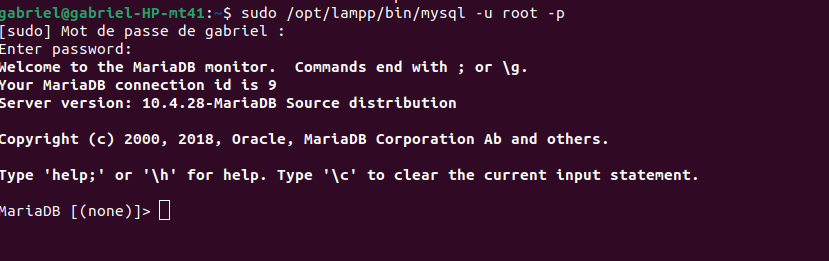 gabriel@gabriel-HP-mt41:~$ sudo /opt/lampp/bin/mysql -u root -p
[sudo] Mot de passe de gabriel :
Enter password:
Welcome to the MariaDB monitor.  Commands end with ; or \g.
Your MariaDB connection id is 9
Server version: 10.4.28-MariaDB Source distribution
Copyright (c) 2000, 2018, Oracle, MariaDB Corporation Ab and others.
Type 'help;' or '\h' for help. Type '\c' to clear the current input statement.
MariaDB [(none)]>